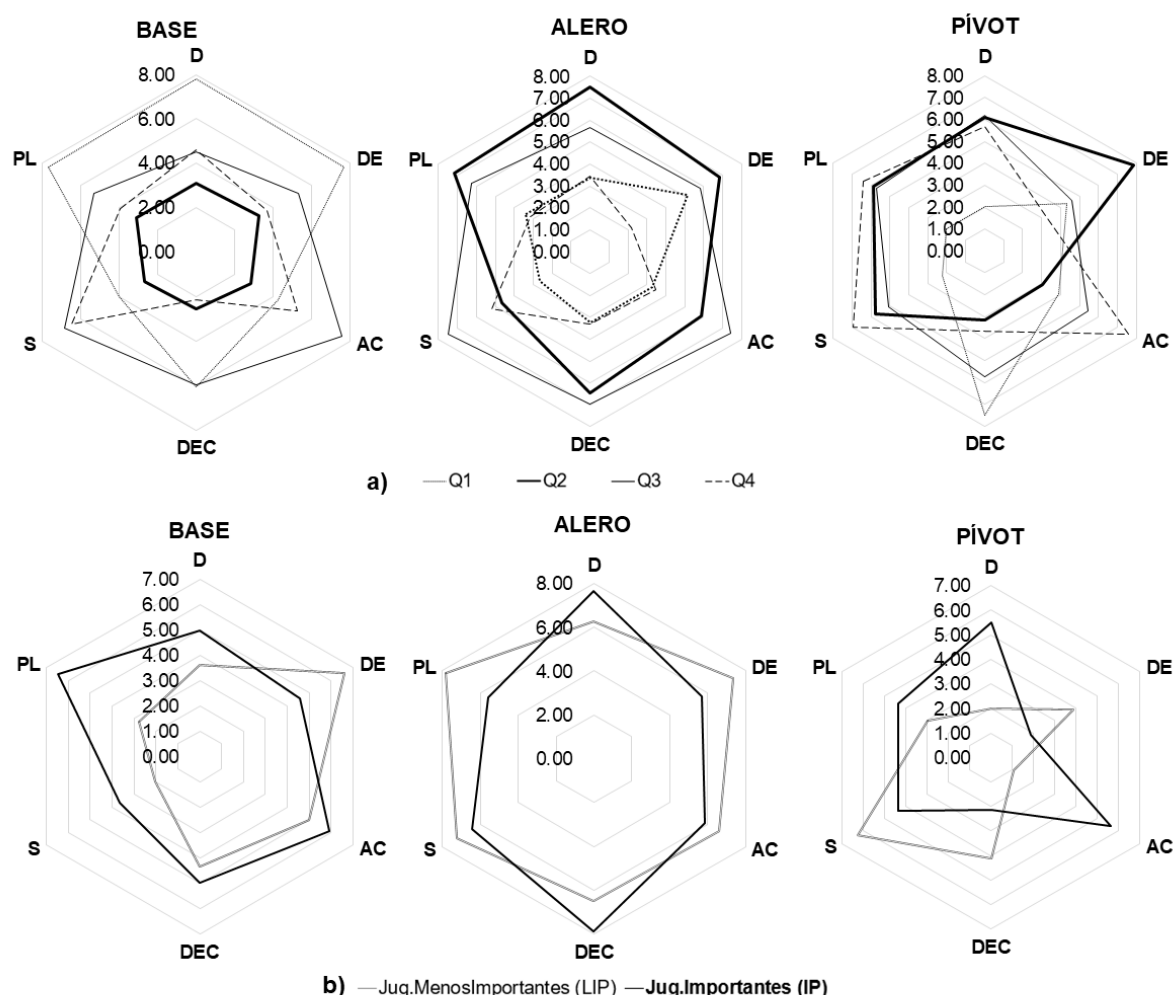 BASE
D
8.00
6.00
4.00
2.00
0.00
PL
DE
S
AC
DEC
ALERO
D
8.00
7.00
6.00
5.00
4.00
3.00
2.00
1.00
0.00
PL
DE
S
AC
DEC
PÍVOT
D
8.00
7.00
6.00
5.00
4.00
3.00
2.00
1.00
0.00
PL
DE
S
AC
DEC
a) Q1 Q2 Q3 Q4
BASE
D
7.00
6.00
5.00
4.00
3.00
2.00
1.00
0.00
PL
DE
S
AC
DEC
ALERO
D
8.00
6.00
4.00
2.00
0.00
PL
DE
S
AC
DEC
PÍVOT
D
7.00
6.00
5.00
4.00
3.00
2.00
1.00
0.00
PL
DE
S
AC
DEC
b) Jug.MenosImportantes (LIP) Jug.Importantes (IP)